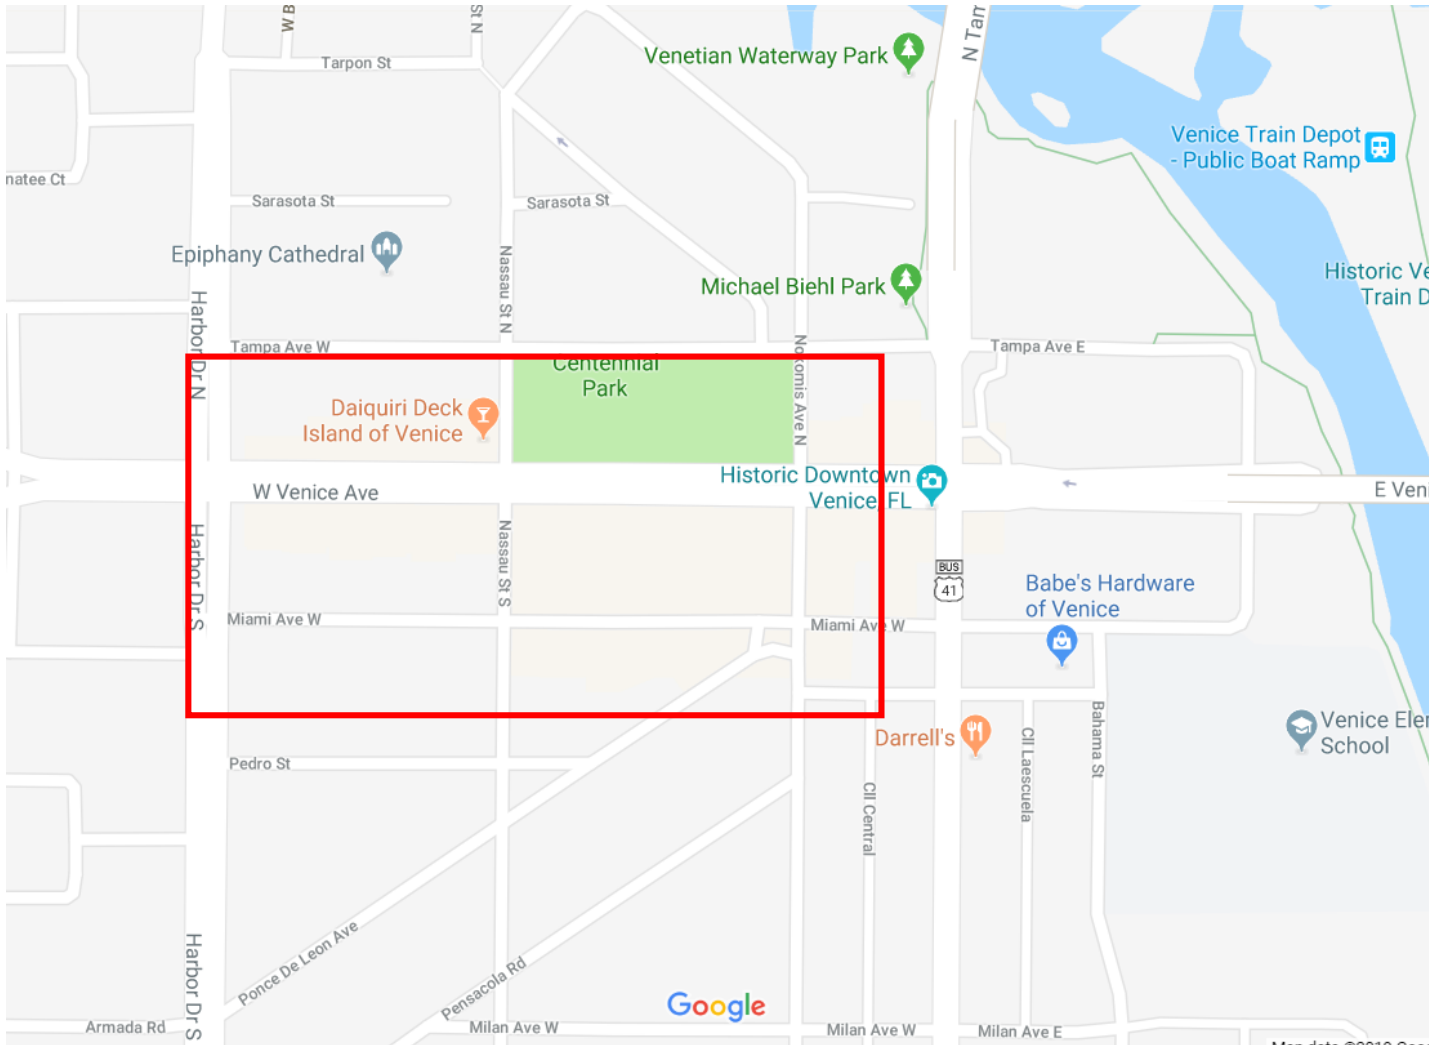 W B
St N
N Tan
Tarpon St
Venetian Waterway Park
Venice Train Depot
- Public Boat Ramp
natee Ct
Sarasota St
Sarasota St
Epiphany Cathedral
Nassau St N
Michael Biehl Park
Historic Ve
Train D
Harbor Dr N
Tampa Ave W
Nokomis Ave N
Tampa Ave E
Centennial
Park
Daiquiri Deck
Island of Venice
Historic Downtown
Venice, FL
W Venice Ave
E Veni
Harbor Dr S
Nassau St S
BUS
41
Babe's Hardware
of Venice
Miami Ave W
Miami Ave W
Darrell's
Venice Eler
School
Bahama St
Cll Laescuela
Cll Central
Pedro St
Ponce De Leon Ave
Pensacola Rd
Harbor Dr S
Google
Armada Rd
Milan Ave W
Milan Ave W
Milan Ave E